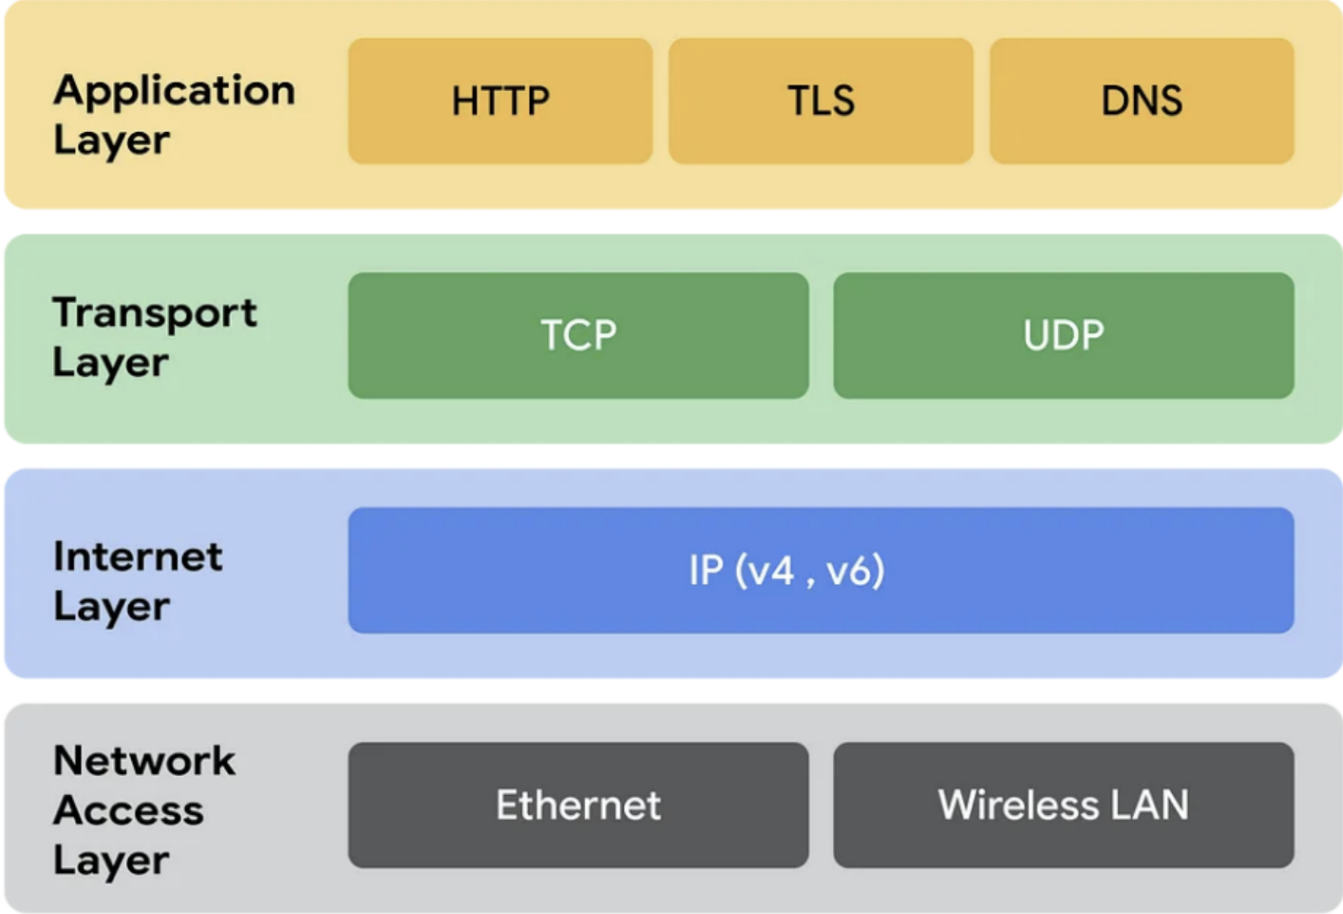 Application
Layer
HTTP
TLS
DNS
Transport
Layer
TCP
UDP
Internet
Layer
IP (v4 , v6)
Network
Access
Layer
Ethernet
Wireless LAN